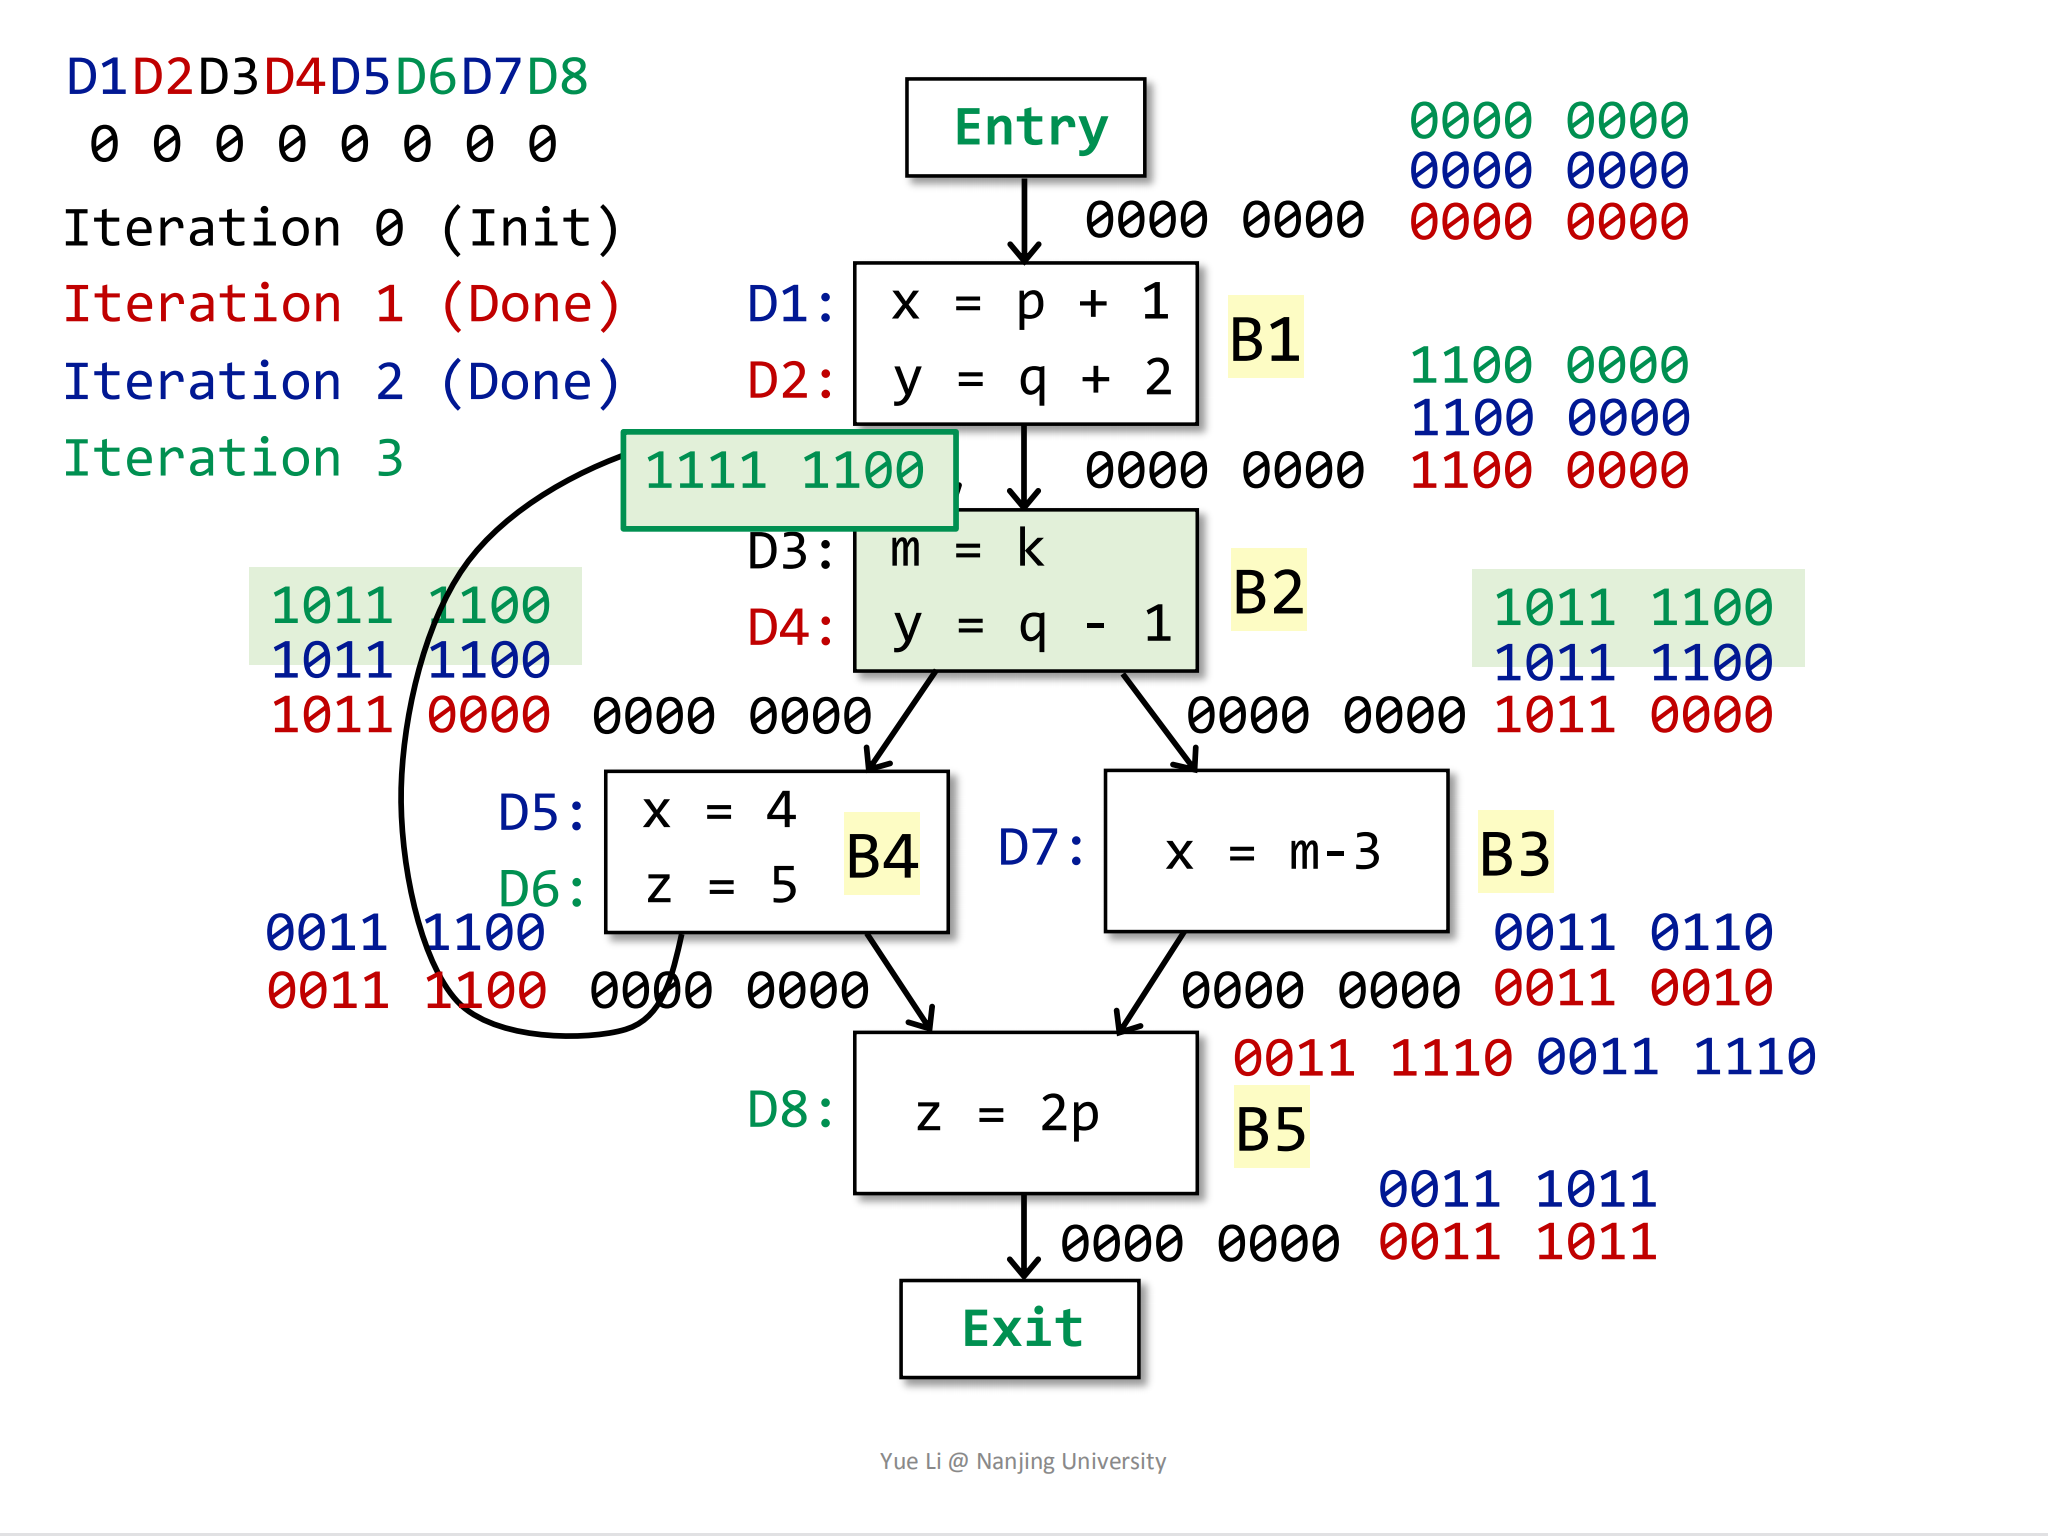 D1D2D3D4D5D6D7D8
0 0 0 0 0 0 0 0
Iteration 0 (Init)
Iteration 1 (Done)
Iteration 2 (Done)
Iteration 3
Entry
0000 0000
0000 0000
0000 0000 0000 0000
D1: x = p + 1
D2: y = q + 2
B1
1100 0000
1100 0000
0000 0000 1100 0000
1111 1100
D3: m = k
D4: y = q - 1
B2
1011 1100
1011 1100
1011 0000 0000 0000
1011 1100
1011 1100
0000 0000 1011 0000
D5: x = 4
D6: z = 5
B4
D7: x = m-3
B3
0011 1100
0011 1100 0000 0000
0011 0110
0000 0000 0011 0010
0011 1110 0011 1110
D8: z = 2p
B5
0011 1011
0000 0000 0011 1011
Exit
Yue Li @ Nanjing University